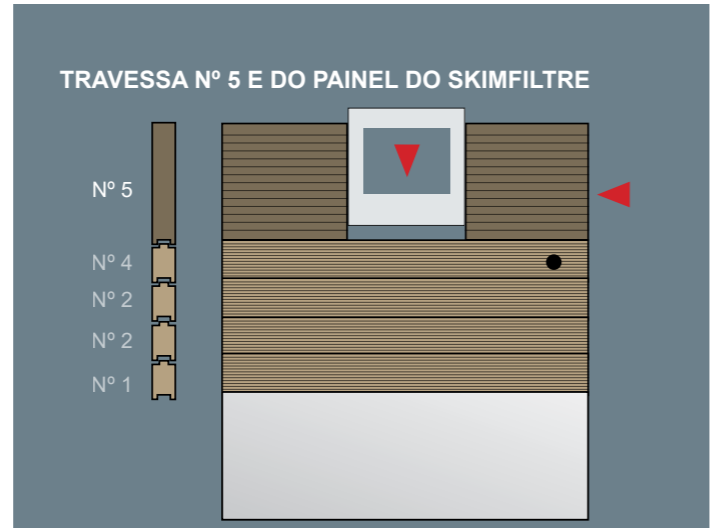 TRAVESSA Nº 5 E DO PAINEL DO SKIMFILTRE
Nº 5
Nº 4
Nº 2
Nº 2
Nº 1